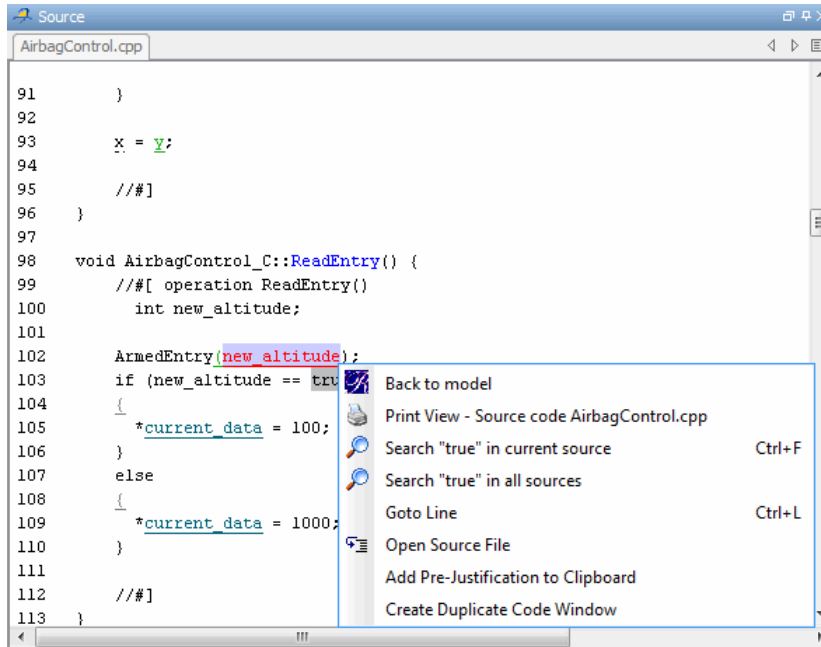 Source
AirbagControl.cpp
91 }
92
93 x = y;
94
95 //#]
96 }
97
98 void AirbagControl_C::ReadEntry() {
99 //#[ operation ReadEntry()
100 int new_altitude;
101
102 ArmedEntry(new_altitude);
103 if (new_altitude == tru
104 {
105 *current_data = 100;
106 }
107 else
108 {
109 *current_data = 1000;
110 }
111
112 //#]
113 }
Back to model
Print View - Source code AirbagControl.cpp
Search "true" in current source Ctrl+F
Search "true" in all sources
Goto Line Ctrl+L
Open Source File
Add Pre-Justification to Clipboard
Create Duplicate Code Window